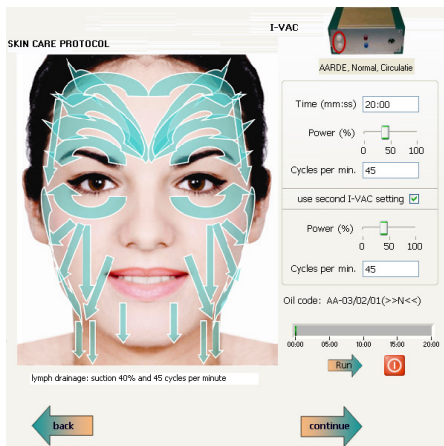 I-VAC
SKIN CARE PROTOCOL
AARDE, Normal, Circulatie
Time (mm:ss) 20:00
Power (%)
0 50 100
Cycles per min. 45
use second I-VAC setting
Power (%)
0 50 100
Cycles per min. 45
Oil code: AA-03/02/01(>>N<<)
00:00 05:00 10:00 15:00 20:00
Run
lymph drainage: suction 40% and 45 cycles per minute
back
continue